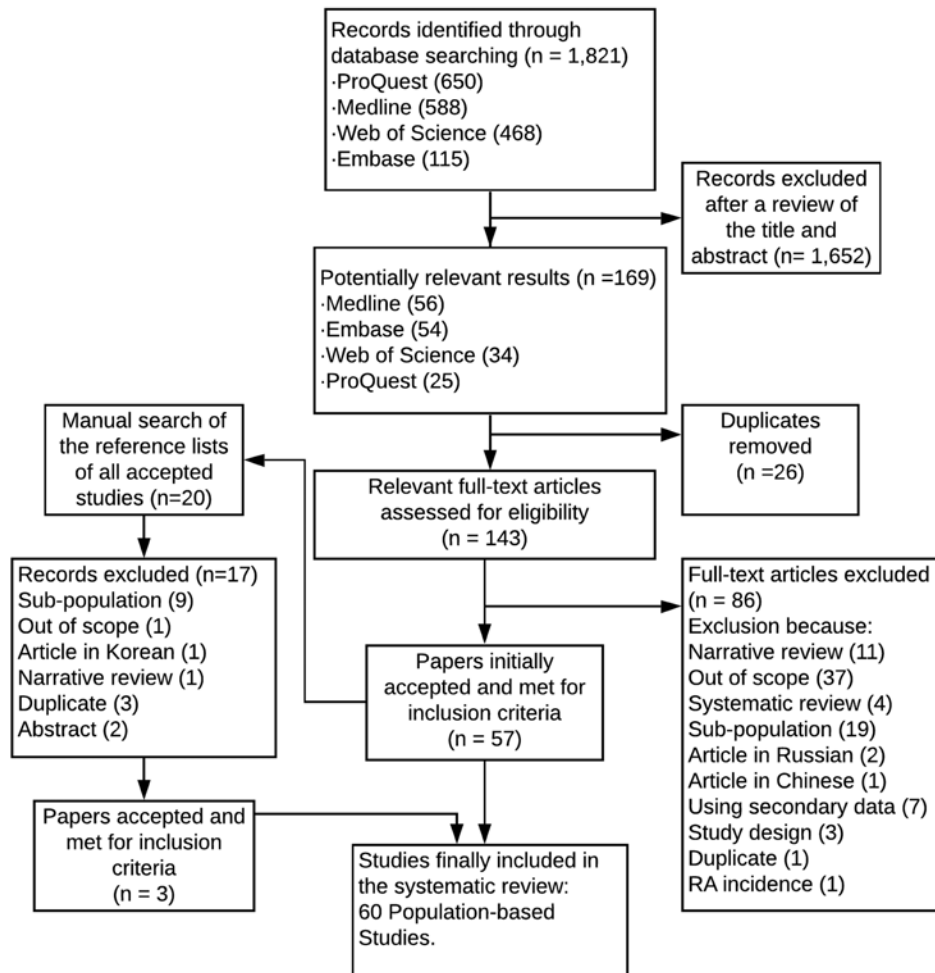 Records identified through
database searching (n = 1,821)
·ProQuest (650)
·Medline (588)
·Web of Science (468)
·Embase (115)
Records excluded
after a review of
the title and
abstract (n= 1,652)
Potentially relevant results (n =169)
·Medline (56)
·Embase (54)
·Web of Science (34)
·ProQuest (25)
Manual search of
the reference lists
of all accepted
studies (n=20)
Duplicates
removed
(n =26)
Relevant full-text articles
assessed for eligibility
(n = 143)
Records excluded (n=17)
Sub-population (9)
Out of scope (1)
Article in Korean (1)
Narrative review (1)
Duplicate (3)
Abstract (2)
Full-text articles excluded
(n = 86)
Exclusion because:
Narrative review (11)
Out of scope (37)
Systematic review (4)
Sub-population (19)
Article in Russian (2)
Article in Chinese (1)
Using secondary data (7)
Study design (3)
Duplicate (1)
RA incidence (1)
Papers initially
accepted and met for
inclusion criteria
(n = 57)
Papers accepted and
met for inclusion
criteria
(n = 3)
Studies finally included in
the systematic review:
60 Population-based
Studies.